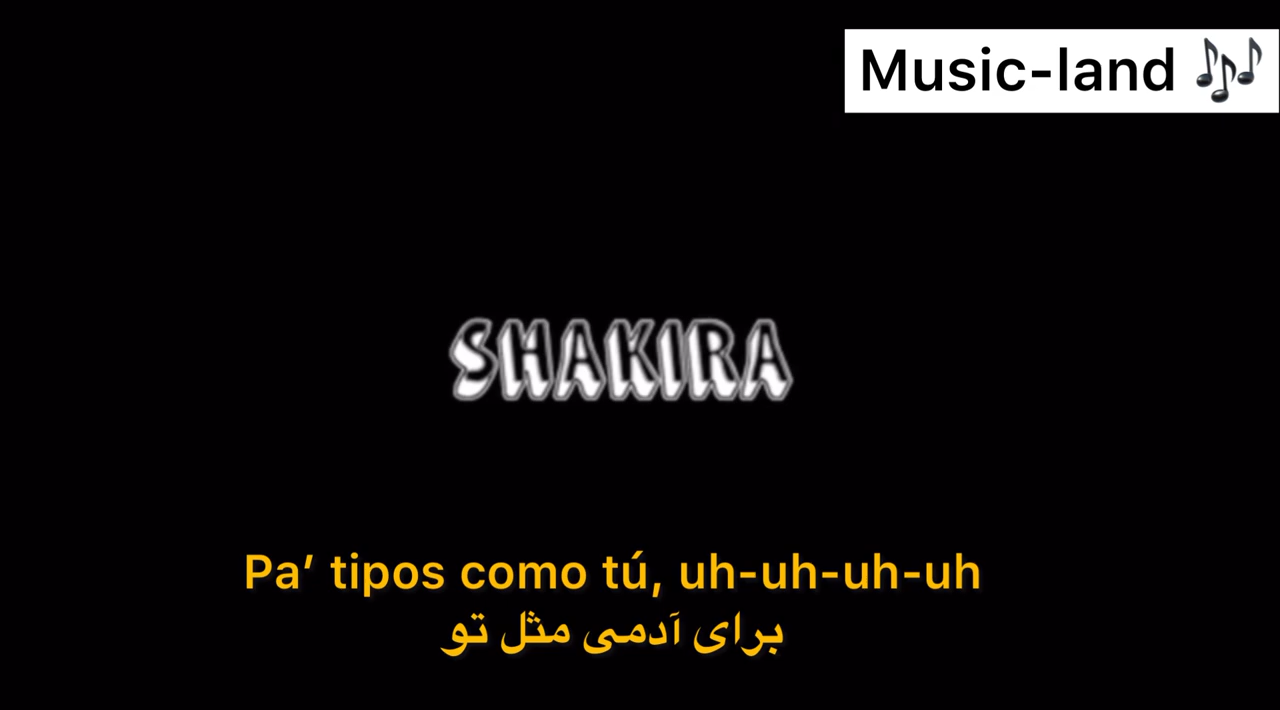 Music-land 🎶
SHAKIRA
Pa’ tipos como tú, uh-uh-uh-uh
برای آدمی مثل تو